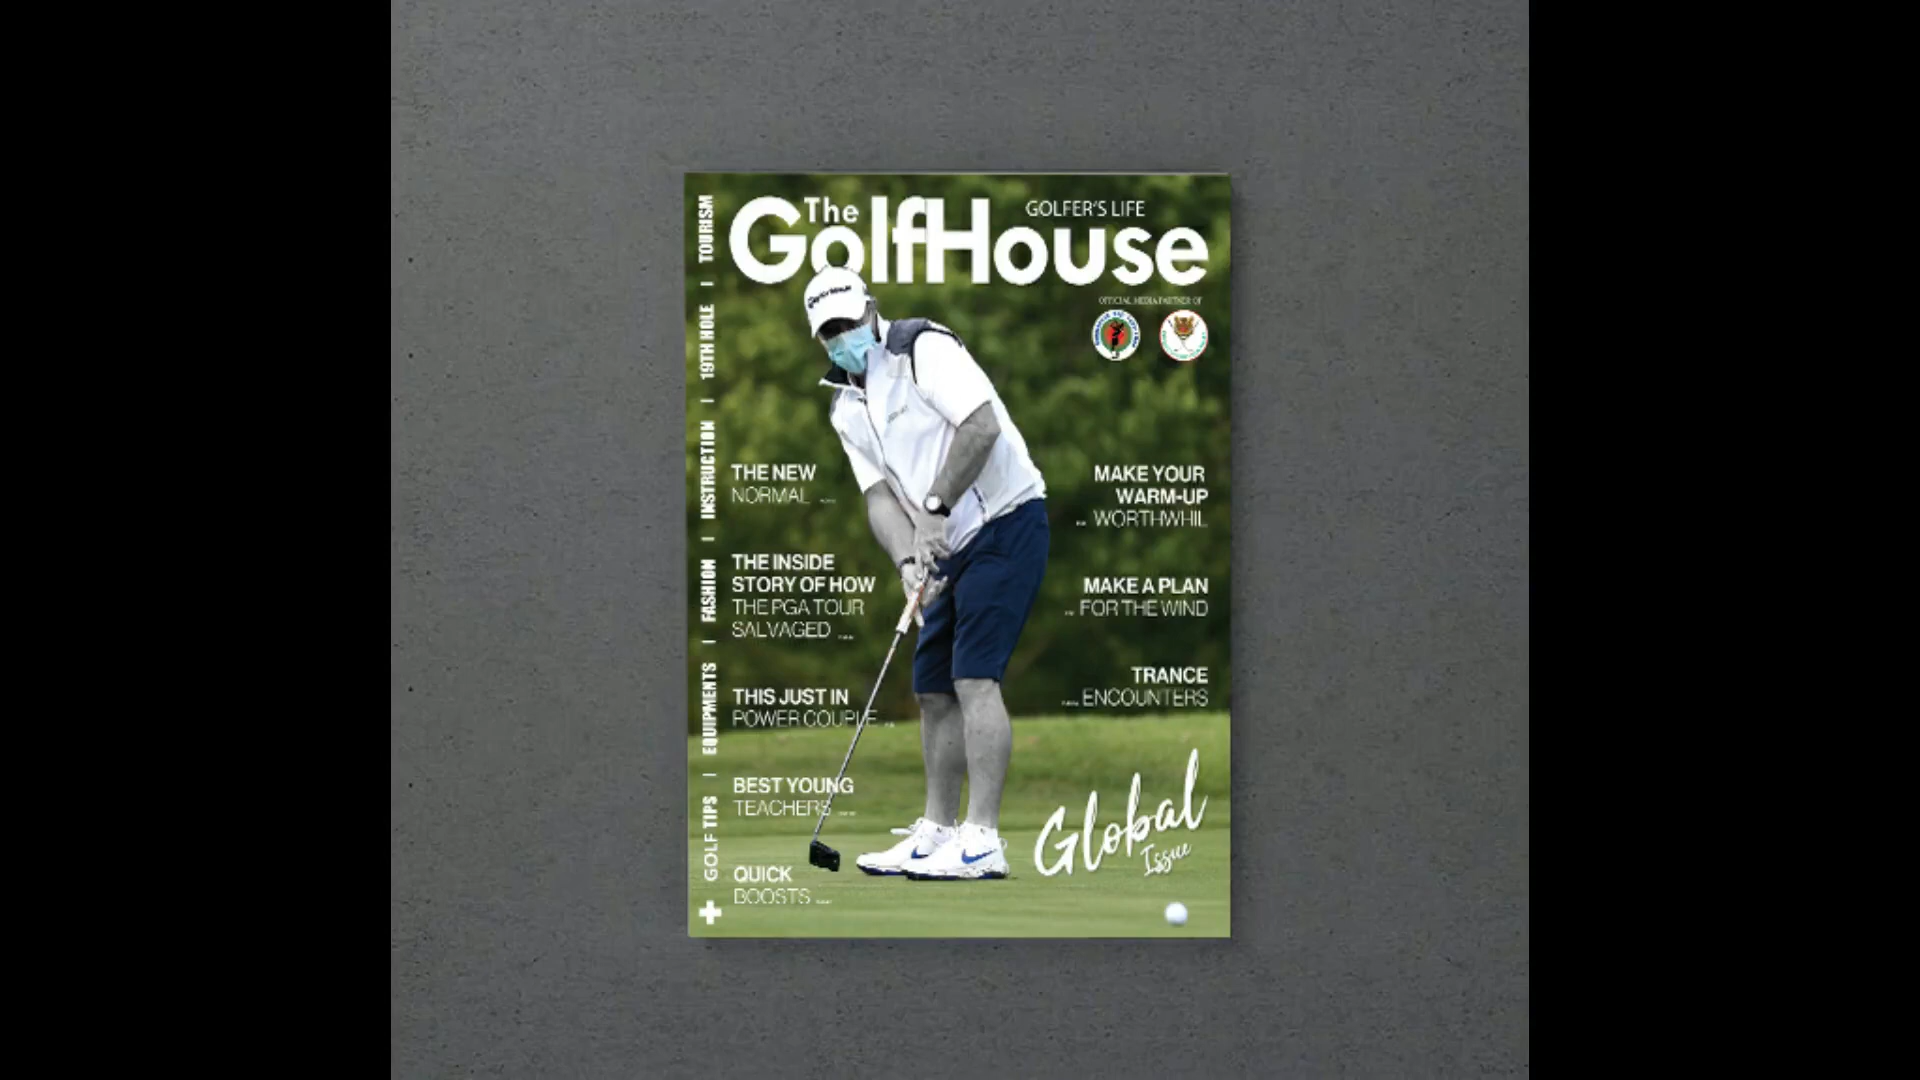 The
GolfHouse
GOLFER'S LIFE
OFFICIAL MEDIA PARTNER OF
GOLF TIPS I EQUIPMENTS I FASHION I INSTRUCTION I 19TH HOLE I TOURISM
THE NEW
NORMAL
THE INSIDE
STORY OF HOW
THE PGA TOUR
SALVAGED
THIS JUST IN
POWER COUPLE
BEST YOUNG
TEACHERS
QUICK
BOOSTS
MAKE YOUR
WARM-UP
WORTHWHIL
MAKE A PLAN
FOR THE WIND
TRANCE
ENCOUNTERS
Global
Issue